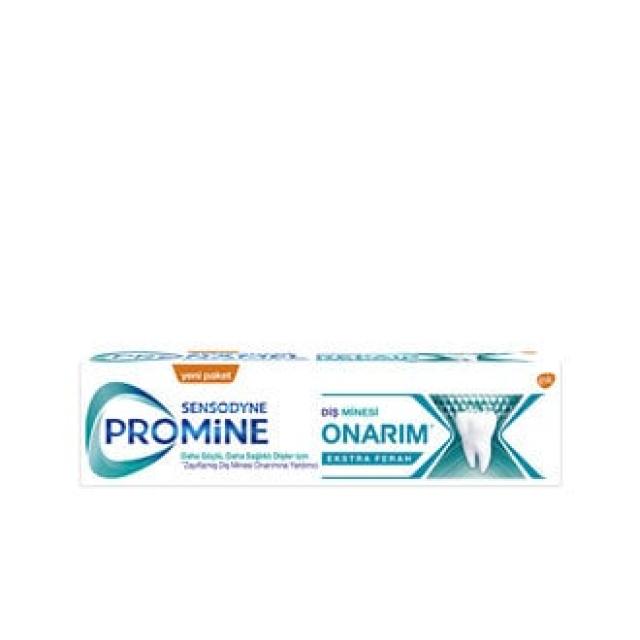 yeni paket
SENSODYNE
PROMiNE
Daha Güçlü, Daha Sağlıklı Dişler için
*Zayıflamış Diş Minesi Onarımına Yardımcı
DİŞ MİNESİ
ONARIM*
EKSTRA FERAH
gsk